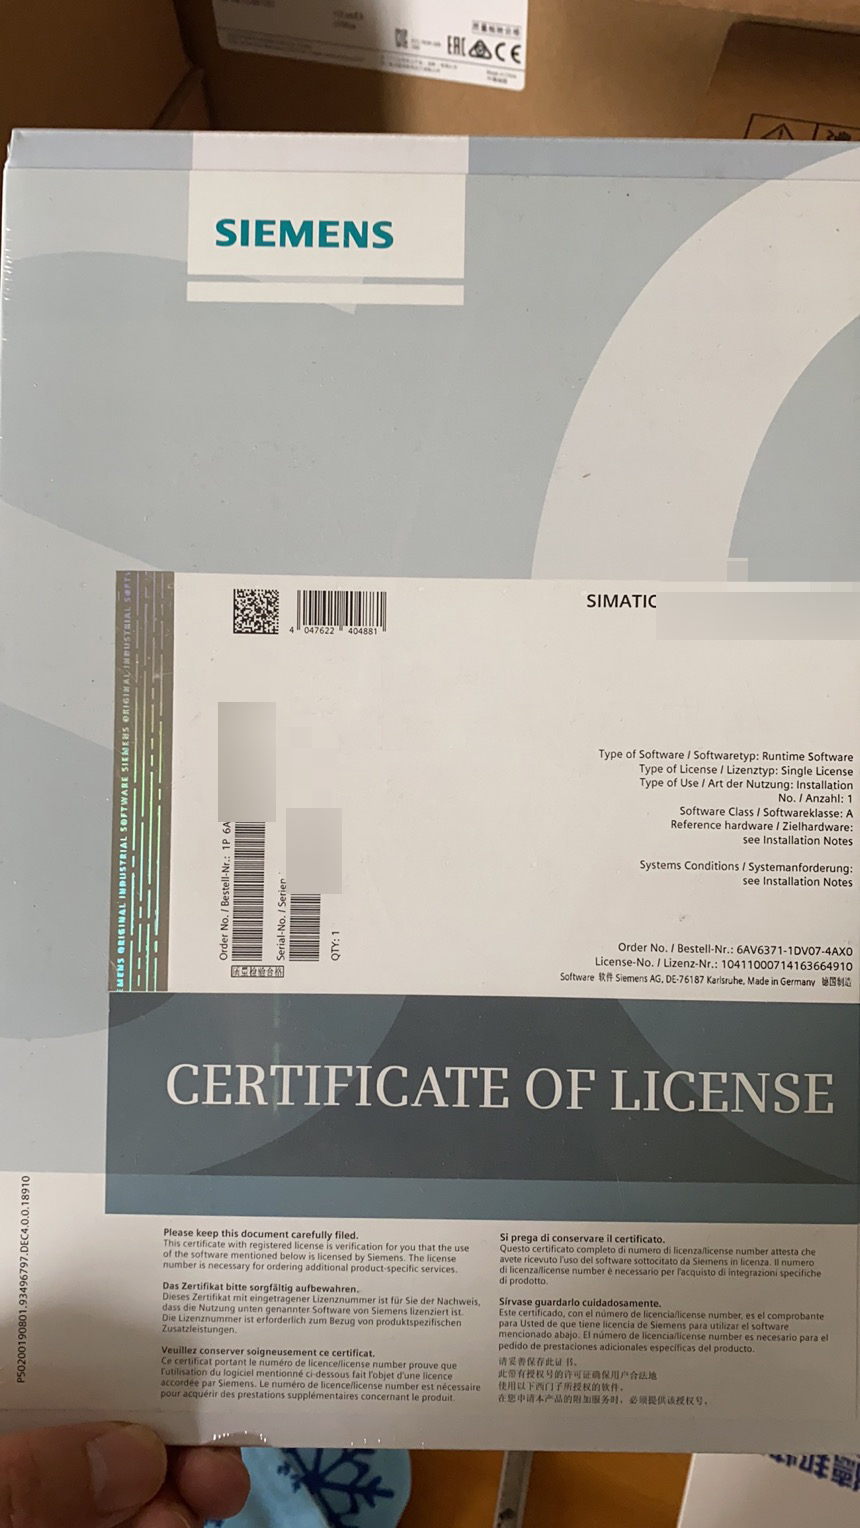 EAC CE
SIEMENS
4 047622 404881
SIMATIC
Type of Software / Softwaretyp: Runtime Software
Type of License / Lizenztyp: Single License
Type of Use / Art der Nutzung: Installation
No. / Anzahl: 1
Software Class / Softwareklasse: A
Reference hardware / Zielhardware:
see Installation Notes
Systems Conditions / Systemanforderung:
see Installation Notes
Order No. / Bestell-Nr.: 1P 6A
Serial-No. / Serien
QTY: 1
质量检验合格
Order No. / Bestell-Nr.: 6AV6371-1DV07-4AX0
License-No. / Lizenz-Nr.: 10411000714163664910
Software 软件 Siemens AG, DE-76187 Karlsruhe, Made in Germany 德国制造
EMENS ORIGINAL INDUSTRIAL SOFTWARE SIEMENS ORIGINAL INDUSTRIAL SOFTW
CERTIFICATE OF LICENSE
PS0200190801.93496797.DEC4.0.0.18910
Please keep this document carefully filed.
This certificate with registered license is verification for you that the use
of the software mentioned below is licensed by Siemens. The license
number is necessary for ordering additional product-specific services.
Das Zertifikat bitte sorgfältig aufbewahren.
Dieses Zertifikat mit eingetragener Lizenznummer ist für Sie der Nachweis,
dass die Nutzung unten genannter Software von Siemens lizenziert ist.
Die Lizenznummer ist erforderlich zum Bezug von produktspezifischen
Zusatzleistungen.
Veuillez conserver soigneusement ce certificat.
Ce certificat portant le numéro de licence/license number prouve que
l'utilisation du logiciel mentionné ci-dessous fait l'objet d'une licence
accordée par Siemens. Le numéro de licence/license number est nécessaire
pour acquérir des prestations supplémentaires concernant le produit.
Si prega di conservare il certificato.
Questo certificato completo di numero di licenza/license number attesta che
avete ricevuto l'uso del software sottocitato da Siemens in licenza. Il numero
di licenza/license number è necessario per l'acquisto di integrazioni specifiche
di prodotto.
Sírvase guardarlo cuidadosamente.
Este certificado, con el número de licencia/license number, es el comprobante
para Usted de que tiene licencia de Siemens para utilizar el software
mencionado abajo. El número de licencia/license number es necesario para el
pedido de prestaciones adicionales específicas del producto.
请妥善保存此证书。
此带有授权号的许可证确保用户合法地
使用以下西门子所授权的软件。
在您申请本产品的附加服务时，必须提供该授权号。